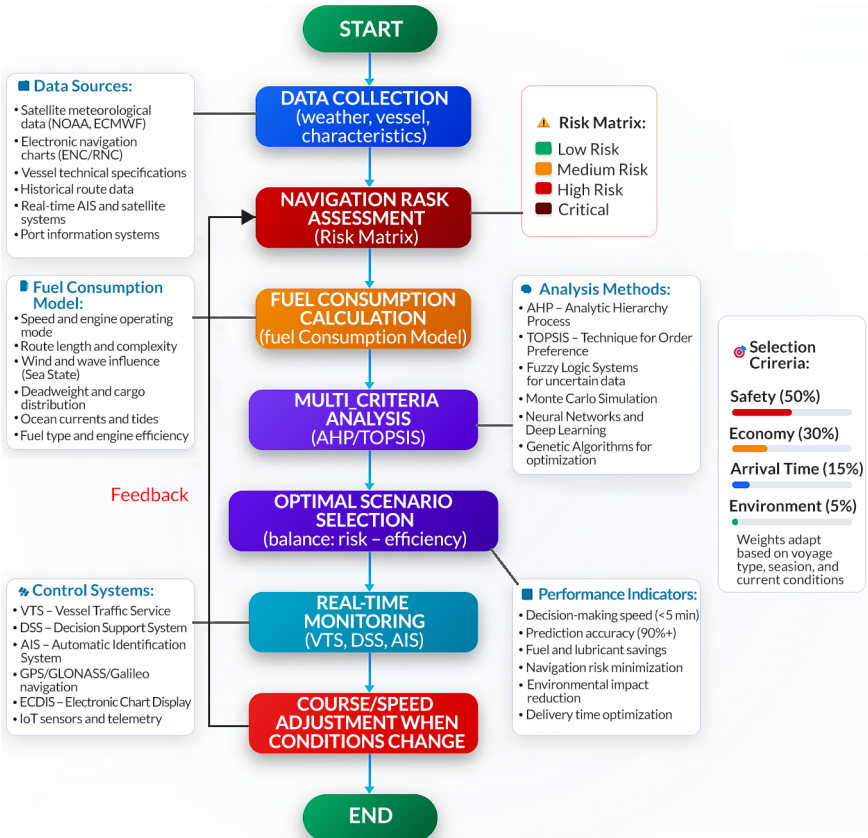 START
DATA COLLECTION
(weather, vessel,
characteristics)
Data Sources:
• Satellite meteorological
data (NOAA, ECMWF)
• Electronic navigation
charts (ENC/RNC)
• Vessel technical specifications
• Historical route data
• Real-time AIS and satellite
systems
• Port information systems
Risk Matrix:
Low Risk
Medium Risk
High Risk
Critical
NAVIGATION RASK
ASSESSMENT
(Risk Matrix)
Fuel Consumption
Model:
• Speed and engine operating
mode
• Route length and complexity
• Wind and wave influence
(Sea State)
• Deadweight and cargo
distribution
• Ocean currents and tides
• Fuel type and engine efficiency
FUEL CONSUMPTION
CALCULATION
(fuel Consumption Model)
Analysis Methods:
• AHP – Analytic Hierarchy
Process
• TOPSIS – Technique for Order
Preference
• Fuzzy Logic Systems
for uncertain data
• Monte Carlo Simulation
• Neural Networks and
Deep Learning
• Genetic Algorithms for
optimization
Selection
Crireria:
Safety (50%)
Economy (30%)
Arrival Time (15%)
Environment (5%)
Weights adapt
based on voyage
type, seasion, and
current conditions
MULTI_CRITERIA
ANALYSIS
(AHP/TOPSIS)
Feedback
OPTIMAL SCENARIO
SELECTION
(balance: risk – efficiency)
Control Systems:
• VTS – Vessel Traffic Service
• DSS – Decision Support System
• AIS – Automatic Identification
System
• GPS/GLONASS/Galileo
navigation
• ECDIS – Electronic Chart Display
• IoT sensors and telemetry
REAL-TIME
MONITORING
(VTS, DSS, AIS)
Performance Indicators:
• Decision-making speed (<5 min)
• Prediction accuracy (90%+)
• Fuel and lubricant savings
• Navigation risk minimization
• Environmental impact
reduction
• Delivery time optimization
COURSE/SPEED
ADJUSTMENT WHEN
CONDITIONS CHANGE
END